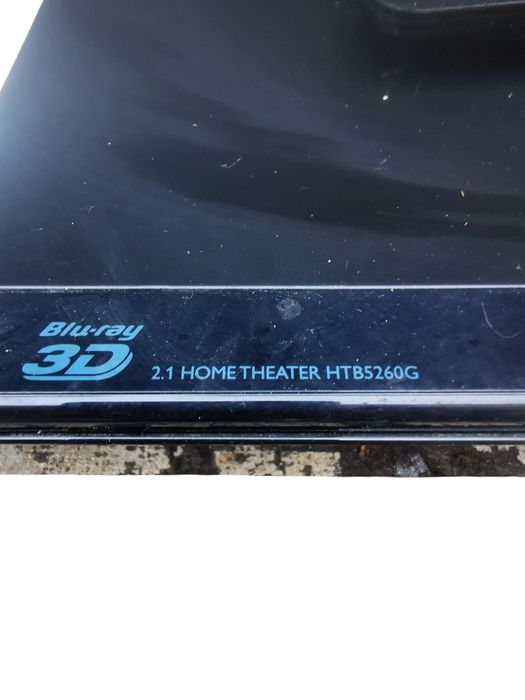 Blu-ray
3D
2.1 HOME THEATER HTB5260G